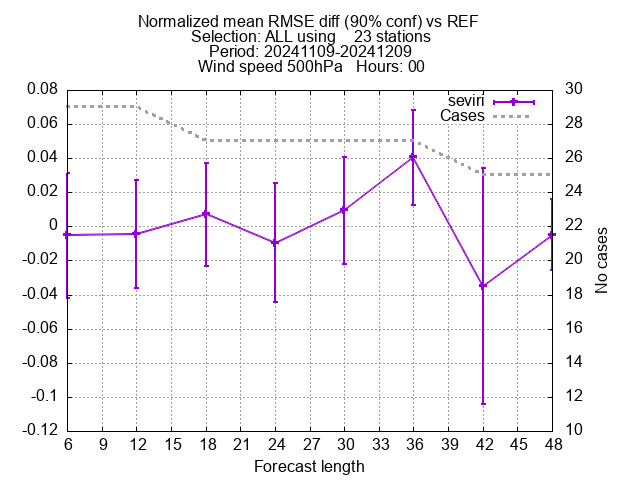 Normalized mean RMSE diff (90% conf) vs REF
Selection: ALL using    23 stations
Period: 20241109-20241209
Wind speed 500hPa   Hours: 00
seviri
Cases
0.08
0.06
0.04
0.02
0
-0.02
-0.04
-0.06
-0.08
-0.1
-0.12
30
28
26
24
22
20
18
16
14
12
10
No cases
6 9 12 15 18 21 24 27 30 33 36 39 42 45 48
Forecast length